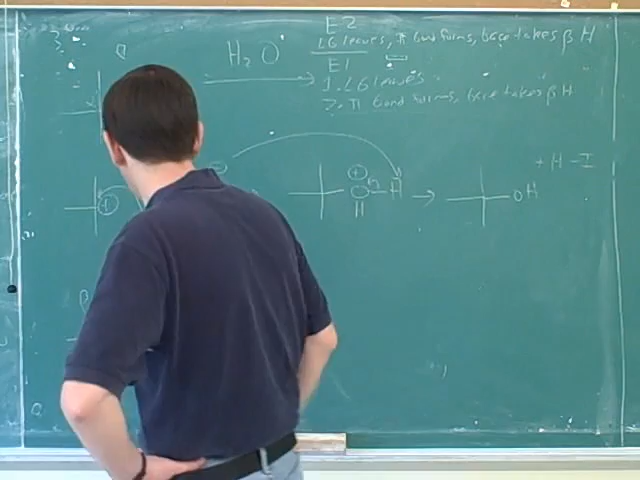 E2
LG leaves, π Bond forms, base takes β H
H2O
E1
1. LG leaves
2. π Bond forms, base takes β H
+ H - I
+
+ O H
H
OH
β